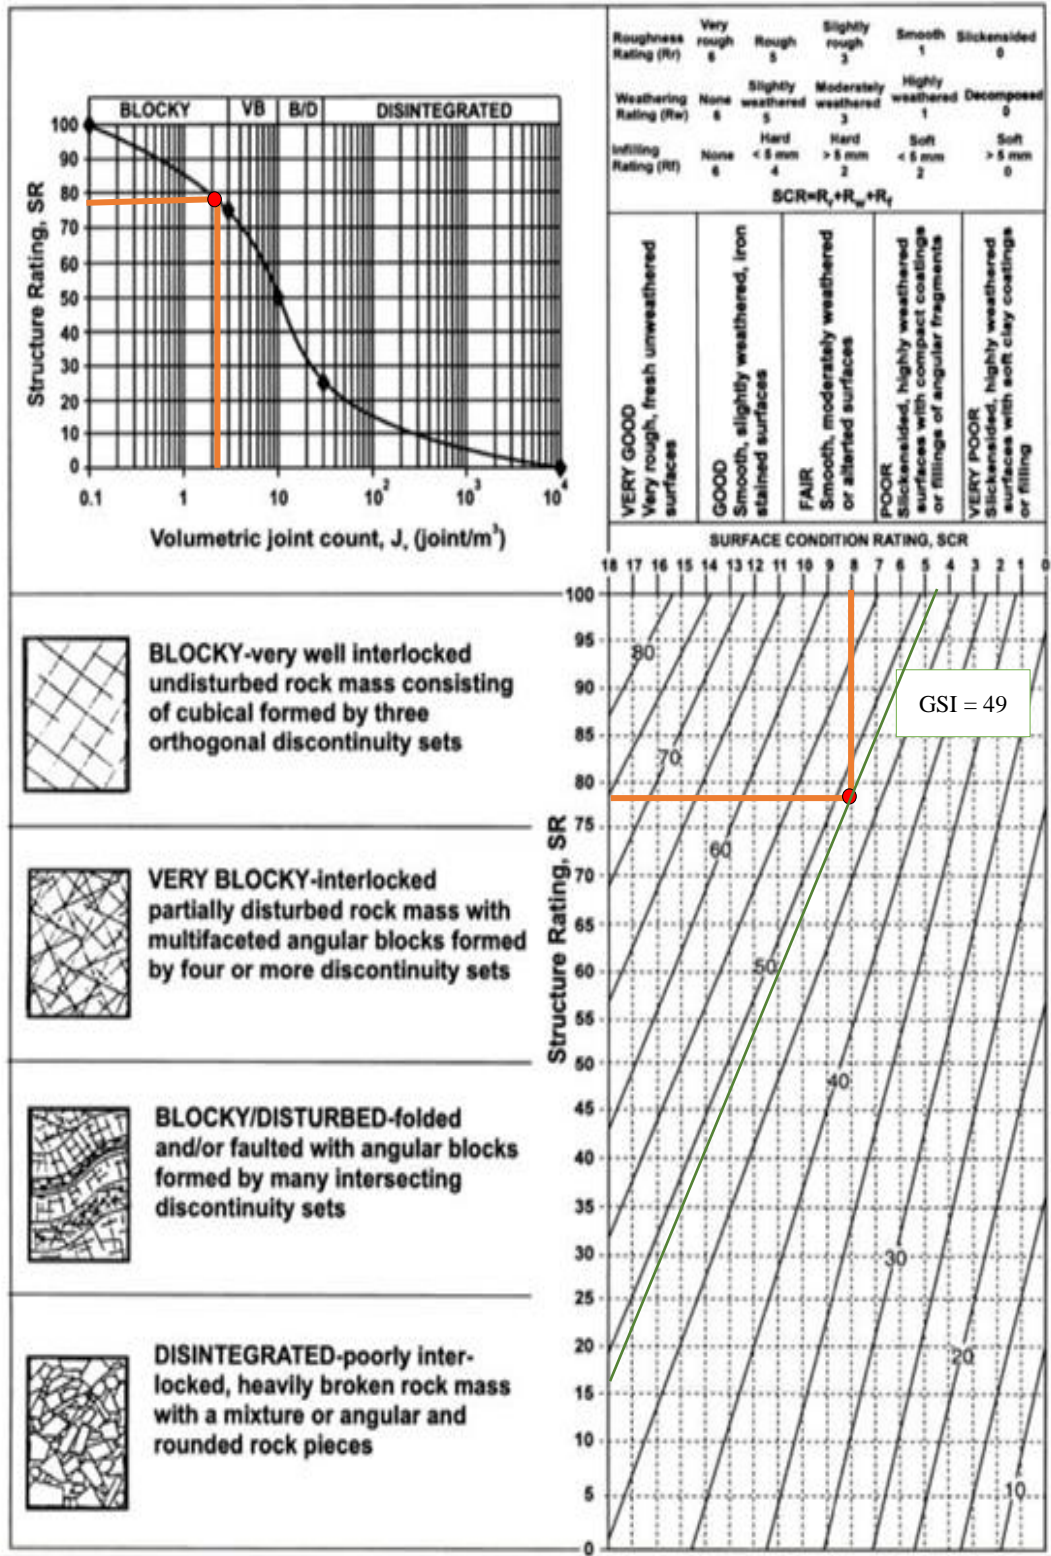 BLOCKY VB B/D DISINTEGRATED
100
90
80
70
60
50
40
30
20
10
0
Structure Rating, SR
0.1 1 10 10² 10³ 10⁴
Volumetric joint count, Jᵥ (joint/m³)
Roughness Rating (Rr)
Very rough 6
Rough 5
Slightly rough 3
Smooth 1
Slickensided 0
Weathering Rating (Rw)
None 6
Slightly weathered 5
Moderately weathered 3
Highly weathered 1
Decomposed 0
Infilling Rating (Rf)
None 6
Hard < 5 mm 4
Hard > 5 mm 2
Soft < 5 mm 2
Soft > 5 mm 0
SCR=Rᵣ+R_w+R_f
VERY GOOD
Very rough, fresh unweathered
surfaces
GOOD
Smooth, slightly weathered, iron
stained surfaces
FAIR
Smooth, moderately weathered
or alterted surfaces
POOR
Slickensided, highly weathered
surfaces with compact coatings
or fillings of angular fragments
VERY POOR
Slickensided, highly weathered
surfaces with soft clay coatings
or filling
SURFACE CONDITION RATING, SCR
18 17 16 15 14 13 12 11 10 9 8 7 6 5 4 3 2 1 0
BLOCKY-very well interlocked
undisturbed rock mass consisting
of cubical formed by three
orthogonal discontinuity sets
VERY BLOCKY-interlocked
partially disturbed rock mass with
multifaceted angular blocks formed
by four or more discontinuity sets
BLOCKY/DISTURBED-folded
and/or faulted with angular blocks
formed by many intersecting
discontinuity sets
DISINTEGRATED-poorly inter-
locked, heavily broken rock mass
with a mixture or angular and
rounded rock pieces
Structure Rating, SR
100
95
90
85
80
75
70
65
60
55
50
45
40
35
30
25
20
15
10
5
0
80
70
60
50
40
30
20
10
GSI = 49